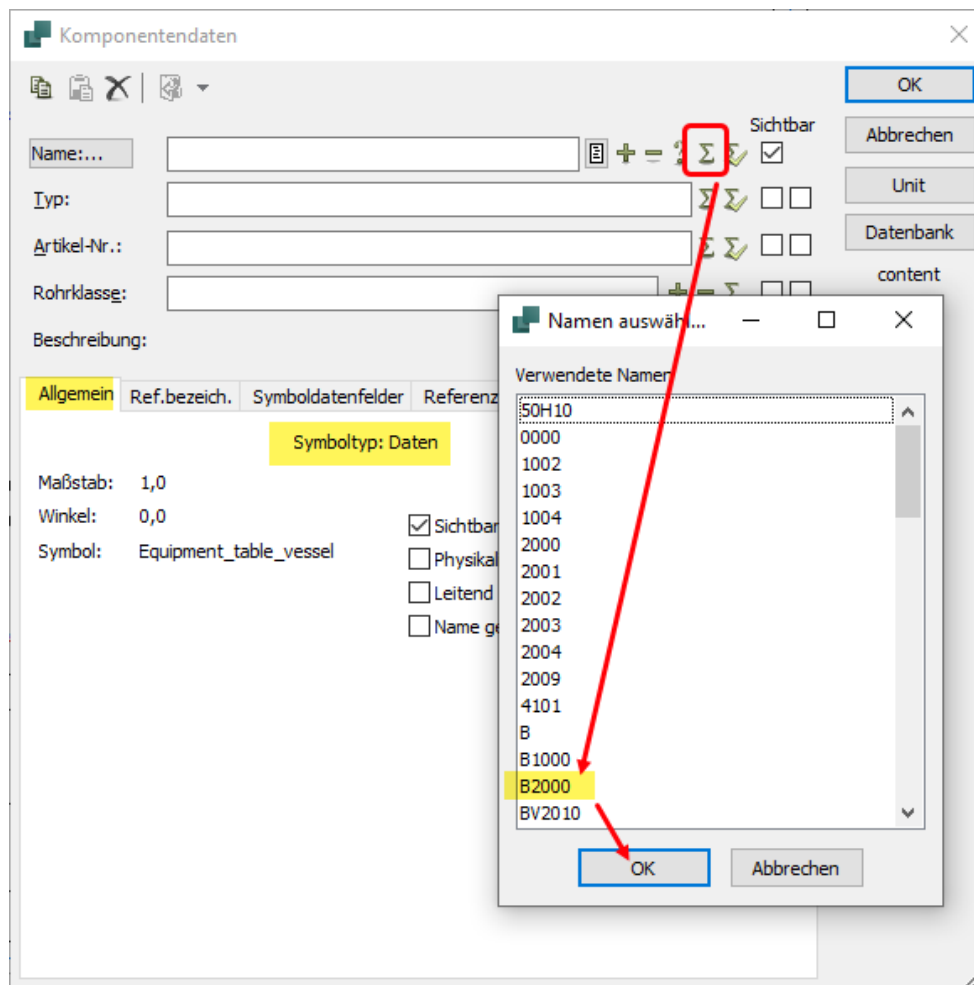 Komponentendaten
OK
Sichtbar
Name:...
Σ
Abbrechen
Typ:
Unit
Artikel-Nr.:
Datenbank
Rohrklasse:
content
Beschreibung:
Allgemein Ref.bezeich. Symboldatenfelder Referenz
Symboltyp: Daten
Maßstab: 1,0
Winkel: 0,0
Symbol: Equipment_table_vessel
Sichtbar
Physikal
Leitend
Name ge
Namen auswähl...
Verwendete Namen
50H10
0000
1002
1003
1004
2000
2001
2002
2003
2004
2009
4101
B
B1000
B2000
BV2010
OK Abbrechen